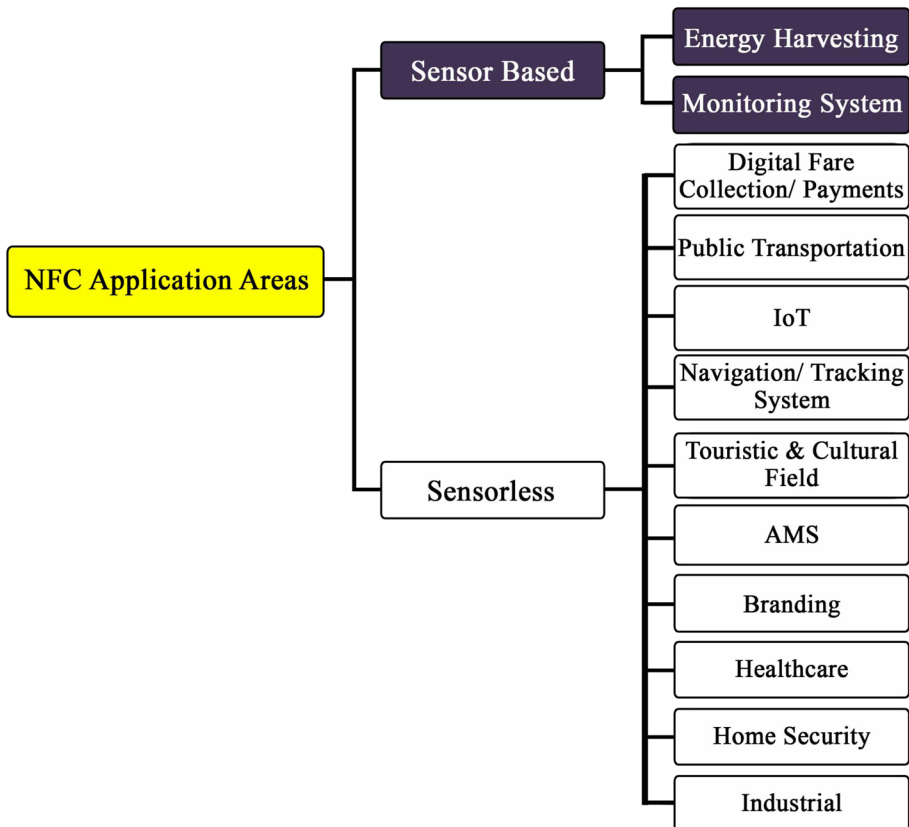 NFC Application Areas
Sensor Based
Energy Harvesting
Monitoring System
Sensorless
Digital Fare
Collection/ Payments
Public Transportation
IoT
Navigation/ Tracking
System
Touristic & Cultural
Field
AMS
Branding
Healthcare
Home Security
Industrial